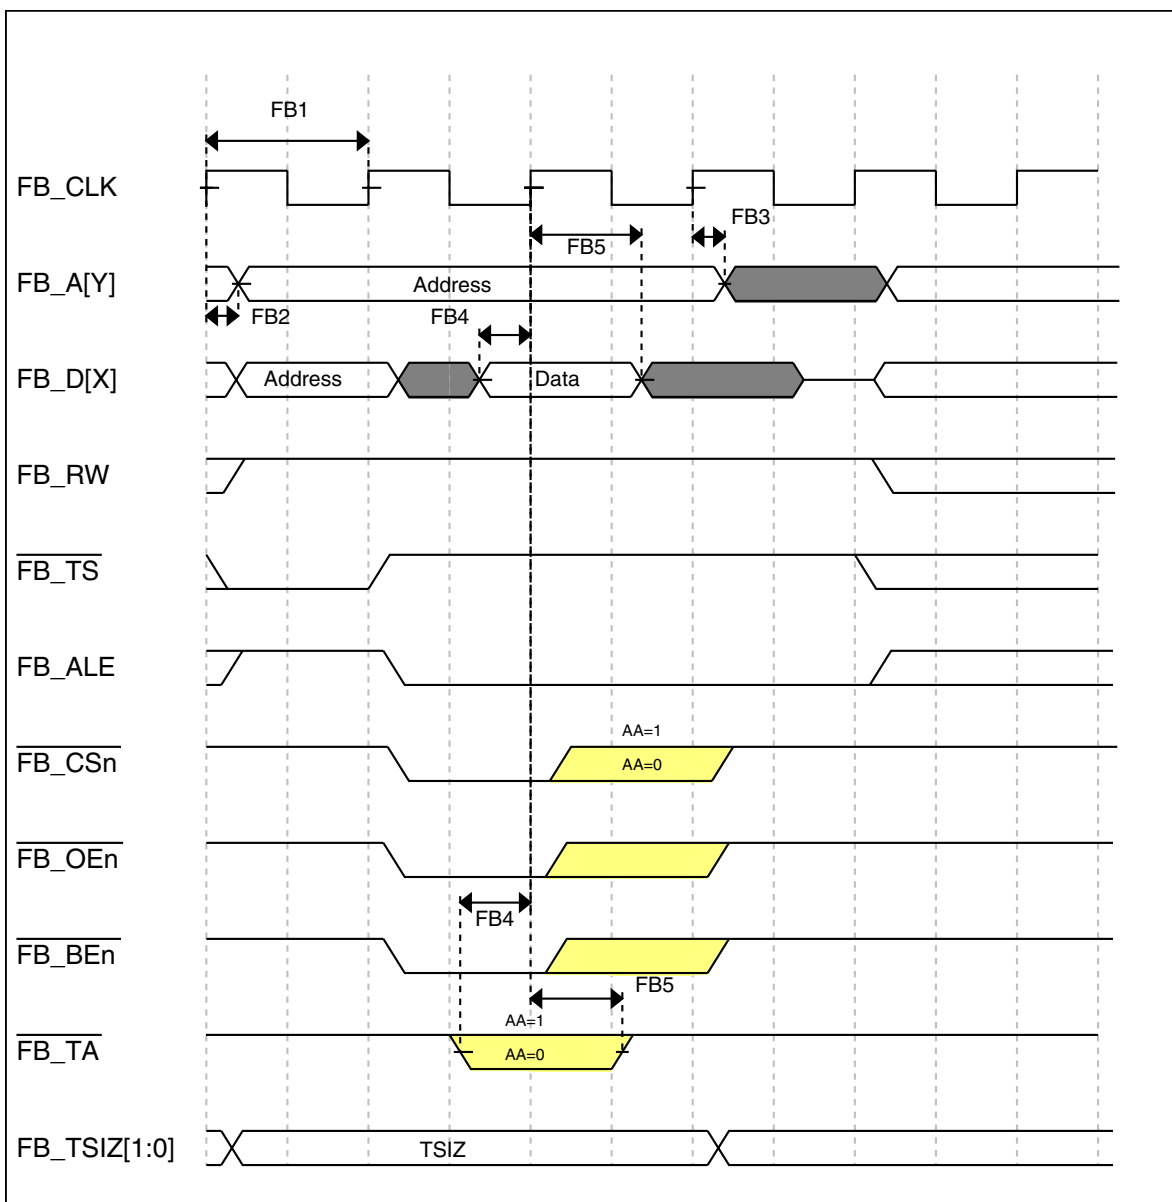 FB1
FB_CLK
FB3
FB5
FB_A[Y]
Address
FB2
FB4
FB_D[X]
Address
Data
FB_RW
FB_TS
FB_ALE
AA=1
FB_CSn
AA=0
FB_OEn
FB4
FB_BEn
FB5
AA=1
FB_TA
AA=0
FB_TSIZ[1:0]
TSIZ